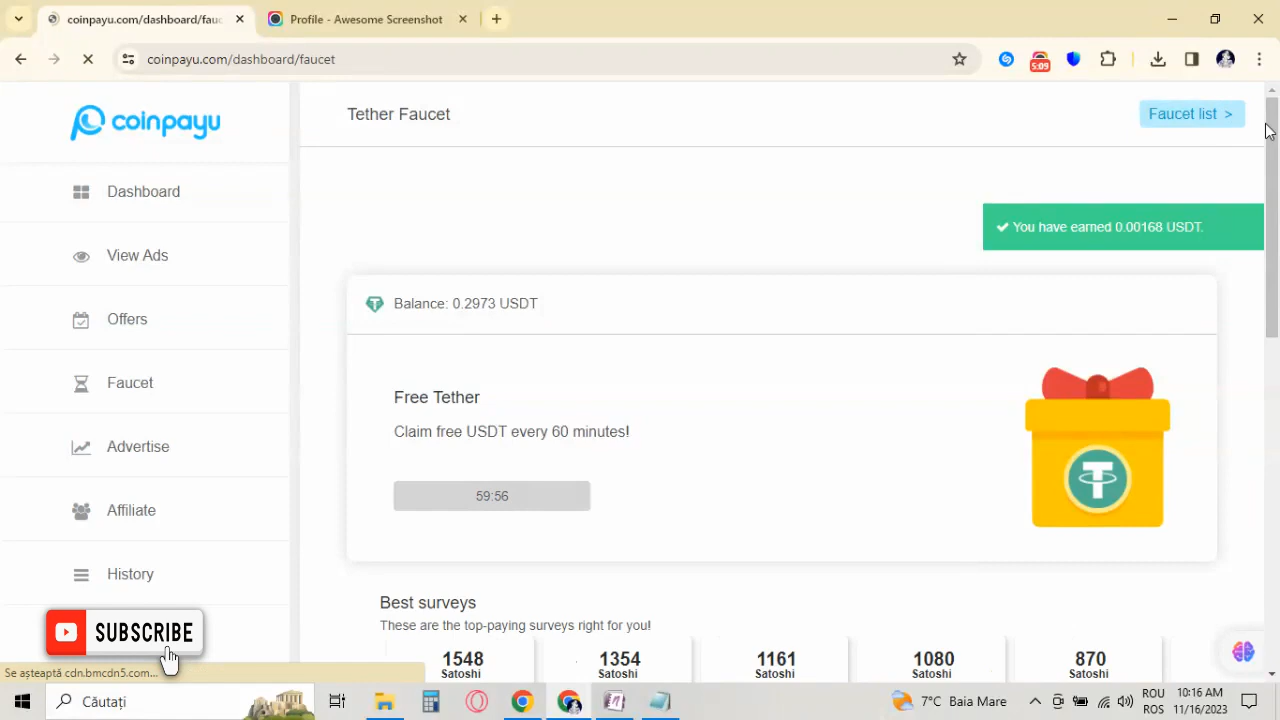 coinpayu.com/dashboard/fauc
Profile - Awesome Screenshot
coinpayu.com/dashboard/faucet
5:09
coinpayu
Tether Faucet
Faucet list >
Dashboard
You have earned 0.00168 USDT.
View Ads
Balance: 0.2973 USDT
Offers
Faucet
Free Tether
Claim free USDT every 60 minutes!
Advertise
59:56
Affiliate
History
Best surveys
These are the top-paying surveys right for you!
SUBSCRIBE
1548 1354 1161 1080 870
Satoshi Satoshi Satoshi Satoshi Satoshi
Se așteaptă cdn.bmcdn5.com...
Căutați
7°C Baia Mare
ROU
ROS
10:16 AM
11/16/2023